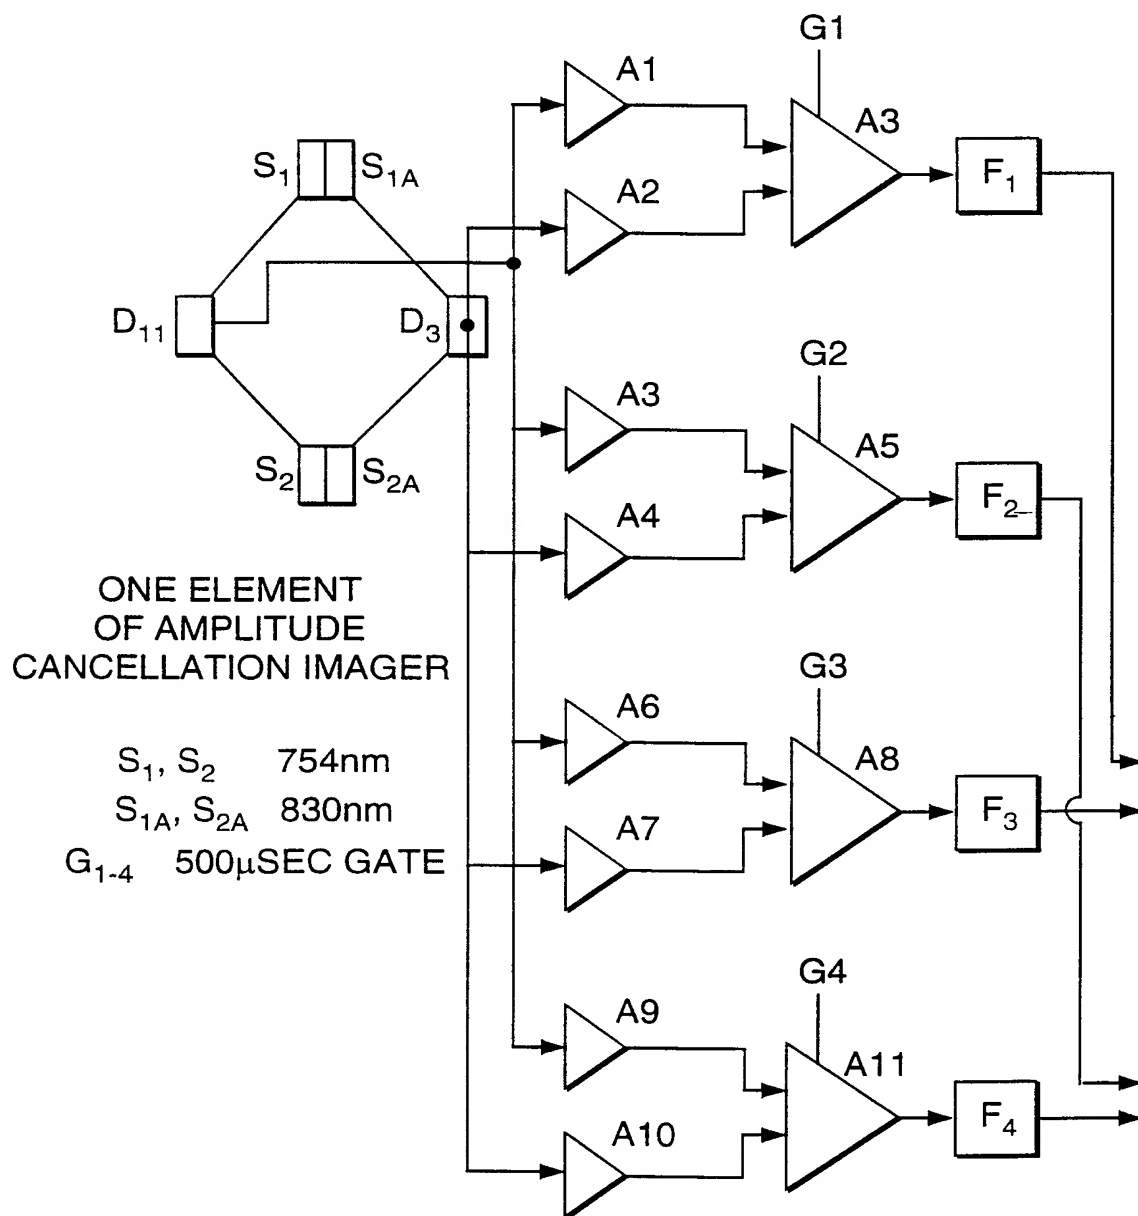 G1
A1
A3
S₁ S₁A F₁
A2
D₁₁ D₃
G2
A3
A5
S₂ S₂A F₂
A4
ONE ELEMENT
OF AMPLITUDE
CANCELLATION IMAGER
G3
A6
S₁, S₂ 754nm
A8
S₁A, S₂A 830nm
F₃
A7
G₁₋₄ 500µSEC GATE
G4
A9
A11
F₄
A10